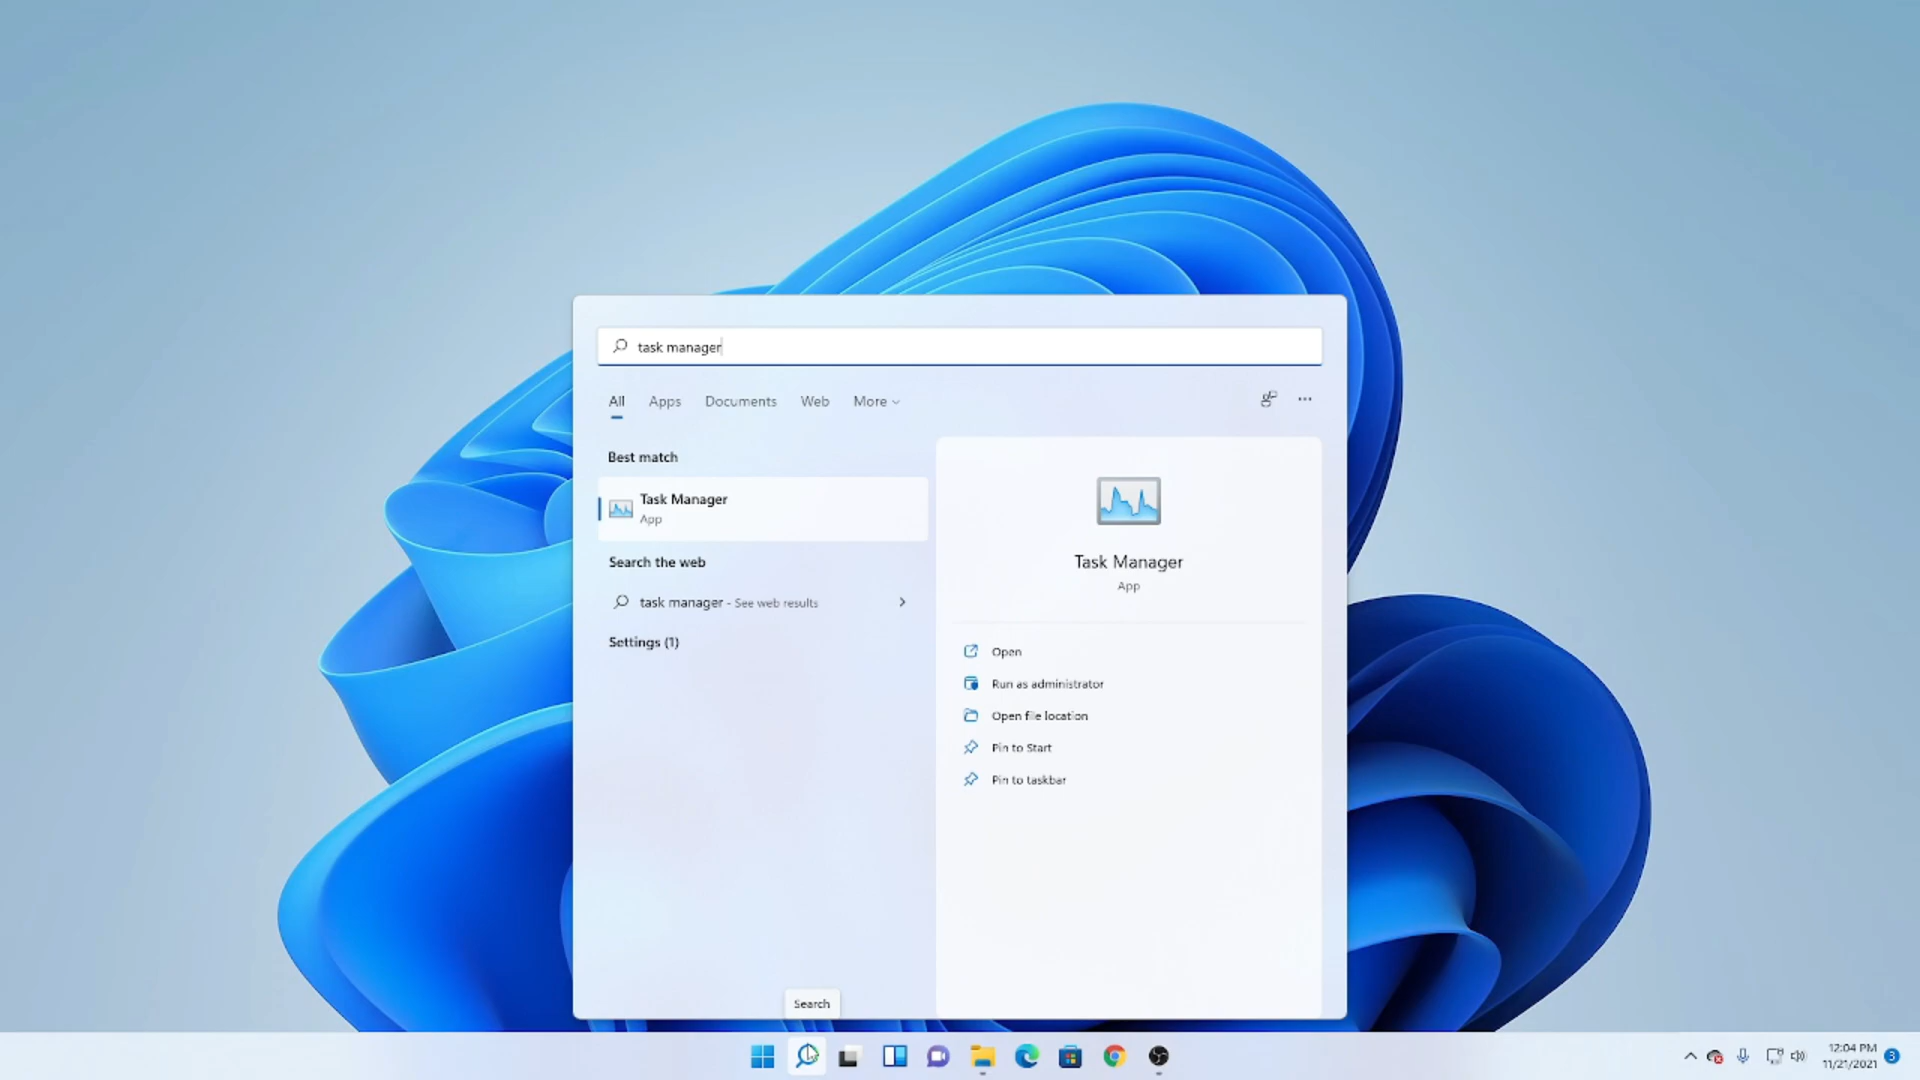 task manager
All Apps Documents Web More
Best match
Task Manager
App
Search the web
task manager - See web results
Settings (1)
Task Manager
App
Open
Run as administrator
Open file location
Pin to Start
Pin to taskbar
Search
12:04 PM
11/21/2021
3